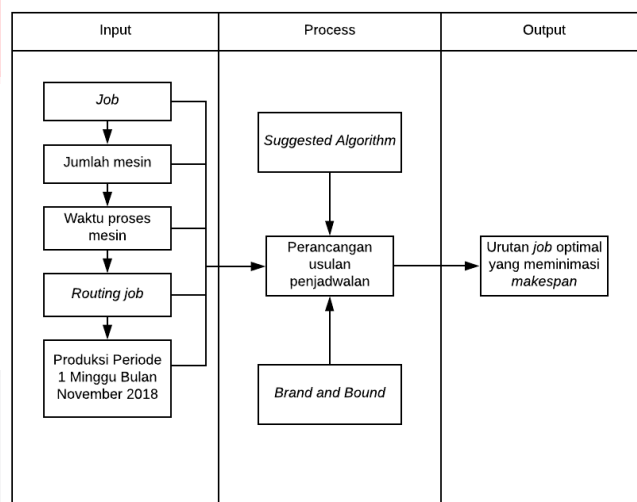 Input
Process
Output
Job
Jumlah mesin
Waktu proses
mesin
Routing job
Produksi Periode
1 Minggu Bulan
November 2018
Suggested Algorithm
Perancangan
usulan
penjadwalan
Brand and Bound
Urutan job optimal
yang meminimasi
makespan